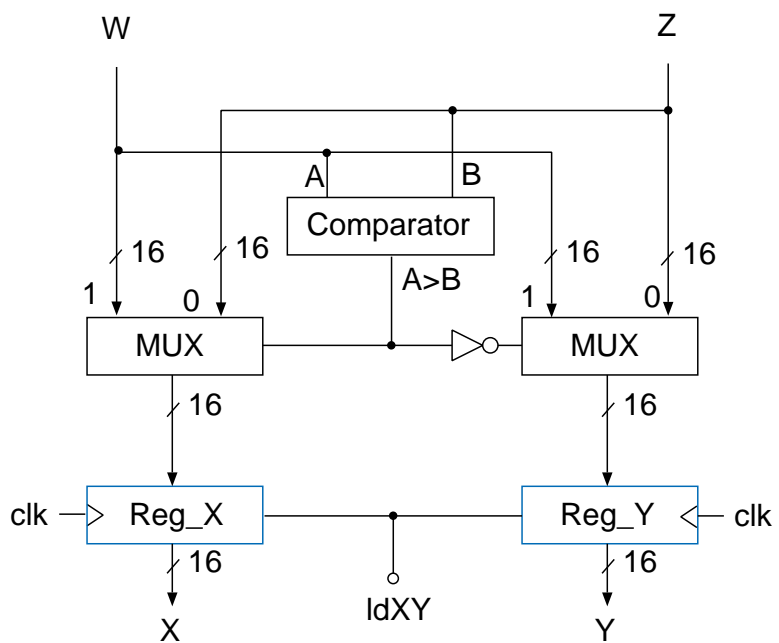 W Z
A B
Comparator
16 16 16 16
A>B
1 0 1 0
MUX MUX
16 16
clk Reg_X Reg_Y clk
16 16
ldXY
X Y